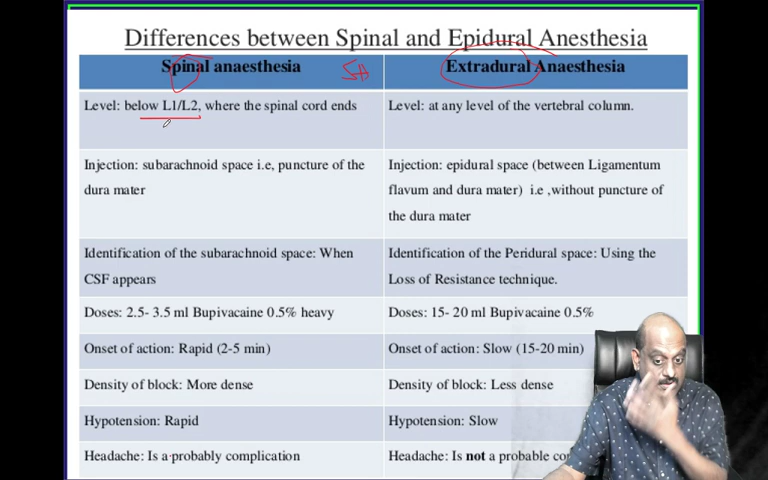 Differences between Spinal and Epidural Anesthesia
Spinal anaesthesia
SA
Extradural Anaesthesia
Level: below L1/L2, where the spinal cord ends
Level: at any level of the vertebral column.
Injection: subarachnoid space i.e, puncture of the
dura mater
Injection: epidural space (between Ligamentum
flavum and dura mater) i.e ,without puncture of
the dura mater
Identification of the subarachnoid space: When
CSF appears
Identification of the Peridural space: Using the
Loss of Resistance technique.
Doses: 2.5- 3.5 ml Bupivacaine 0.5% heavy
Doses: 15- 20 ml Bupivacaine 0.5%
Onset of action: Rapid (2-5 min)
Onset of action: Slow (15-20 min)
Density of block: More dense
Density of block: Less dense
Hypotension: Rapid
Hypotension: Slow
Headache: Is a probably complication
Headache: Is not a probable